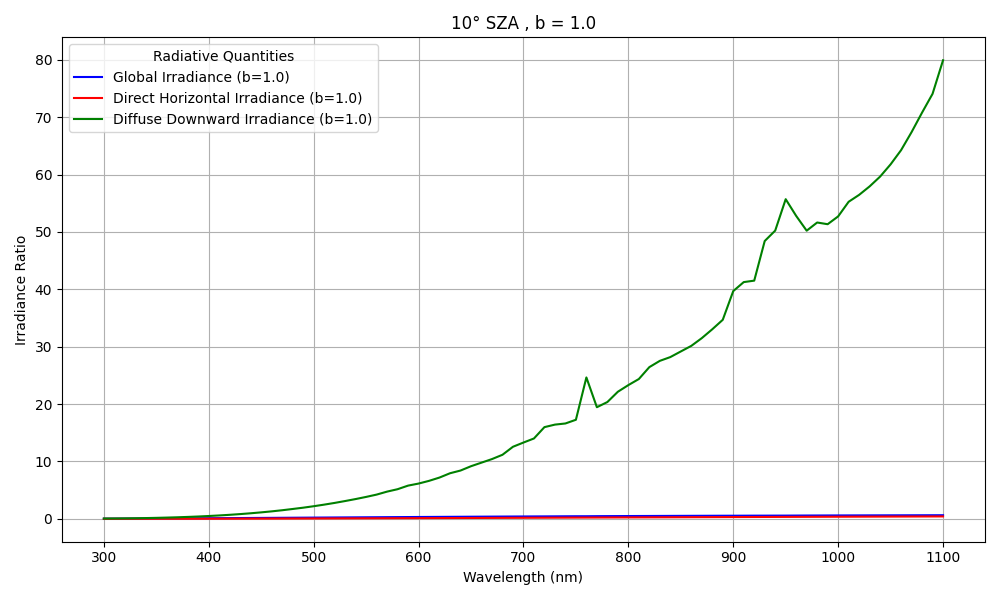 10° SZA , b = 1.0
Radiative Quantities
Global Irradiance (b=1.0)
Direct Horizontal Irradiance (b=1.0)
Diffuse Downward Irradiance (b=1.0)
Irradiance Ratio
80
70
60
50
40
30
20
10
0
300 400 500 600 700 800 900 1000 1100
Wavelength (nm)